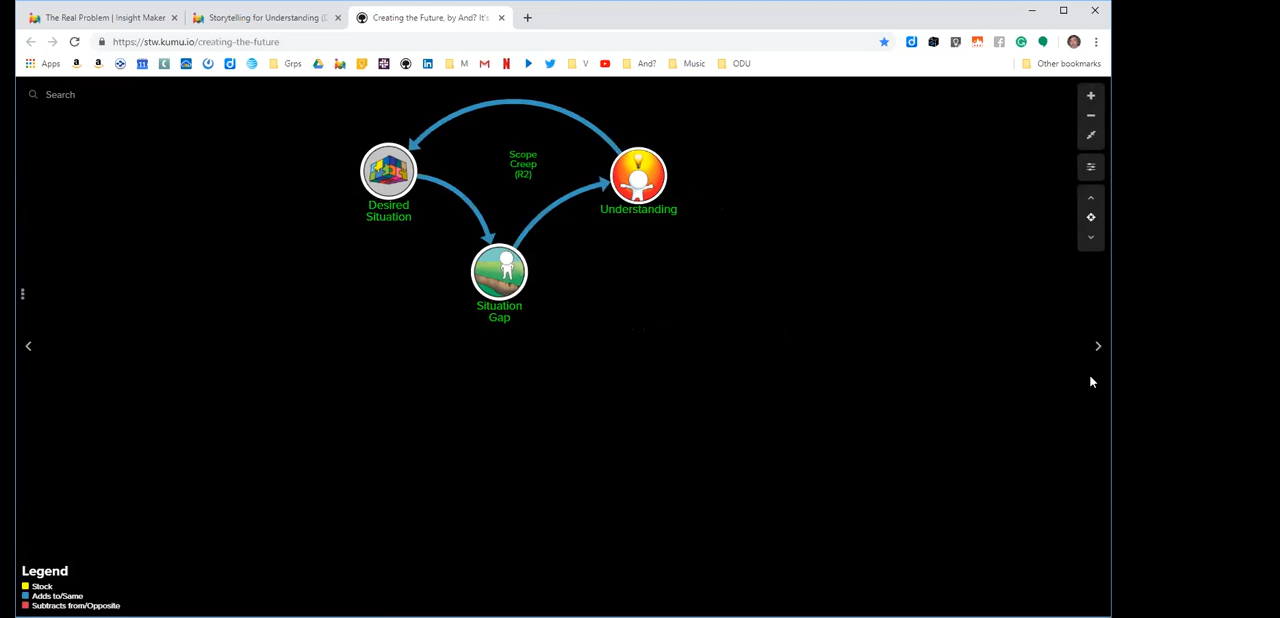 The Real Problem | Insight Maker
Storytelling for Understanding (D
Creating the Future, by And? It's
https://stw.kumu.io/creating-the-future
Apps
Grps
M
V
And?
Music
ODU
Other bookmarks
Search
Scope
Creep
(R2)
Desired
Situation
Understanding
Situation
Gap
Legend
Stock
Adds to/Same
Subtracts from/Opposite